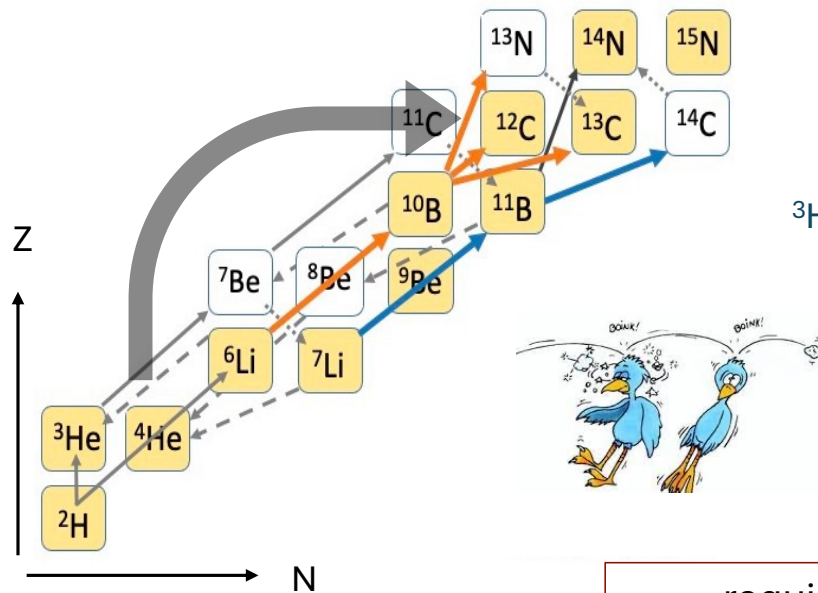 ¹³N ¹⁴N ¹⁵N
¹¹C ¹²C ¹³C ¹⁴C
¹⁰B ¹¹B
³H
Z
⁷Be ⁸Be ⁹Be
⁶Li ⁷Li
BOiNK! BOiNK!
³He ⁴He
²H
N